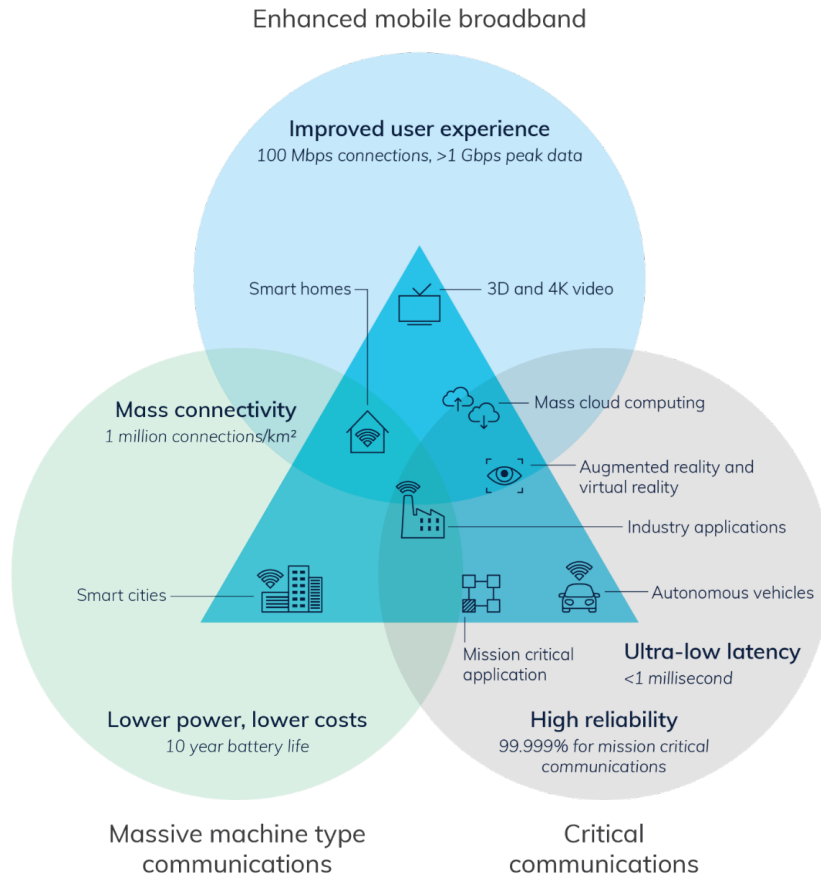 Enhanced mobile broadband
Improved user experience
100 Mbps connections, >1 Gbps peak data
Smart homes
3D and 4K video
Mass connectivity
1 million connections/km²
Mass cloud computing
Augmented reality and
virtual reality
Industry applications
Smart cities
Autonomous vehicles
Mission critical
application
Ultra-low latency
<1 millisecond
Lower power, lower costs
10 year battery life
High reliability
99.999% for mission critical
communications
Massive machine type
communications
Critical
communications